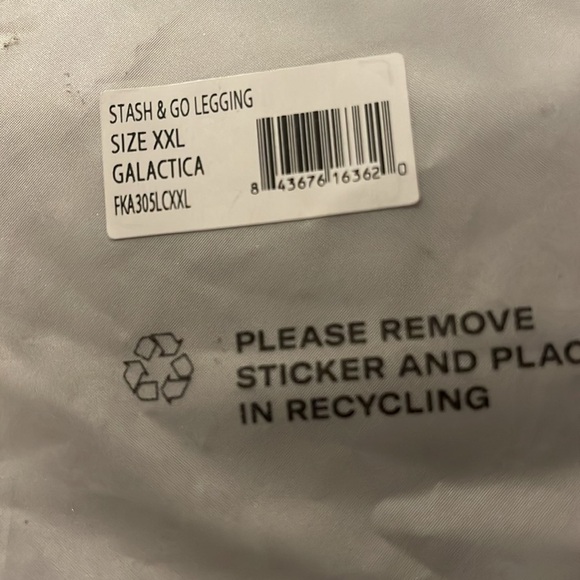 STASH & GO LEGGING
SIZE XXL
GALACTICA
FKA305LCXXL
8 43676 16362 0
PLEASE REMOVE
STICKER AND PLAC
IN RECYCLING